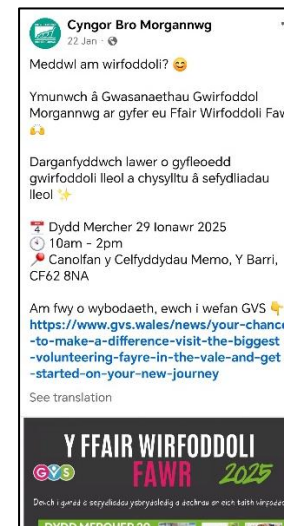 Cyngor Bro Morgannwg
22 Jan
Meddwl am wirfoddoli? 😊
Ymunwch â Gwasanaethau Gwirfoddol
Morgannwg ar gyfer eu Ffair Wirfoddoli Faw
🙌
Darganfyddwch lawer o gyfleoedd
gwirfoddoli lleol a chysylltu â sefydliadau
lleol ✨
📅 Dydd Mercher 29 Ionawr 2025
🕙 10am - 2pm
📍 Canolfan y Celfyddydau Memo, Y Barri,
CF62 8NA
Am fwy o wybodaeth, ewch i wefan GVS 👇
https://www.gvs.wales/news/your-chance
-to-make-a-difference-visit-the-biggest
-volunteering-fayre-in-the-vale-and-get
-started-on-your-new-journey
See translation
Y FFAIR WIRFODDOLI
GVS FAWR 2025